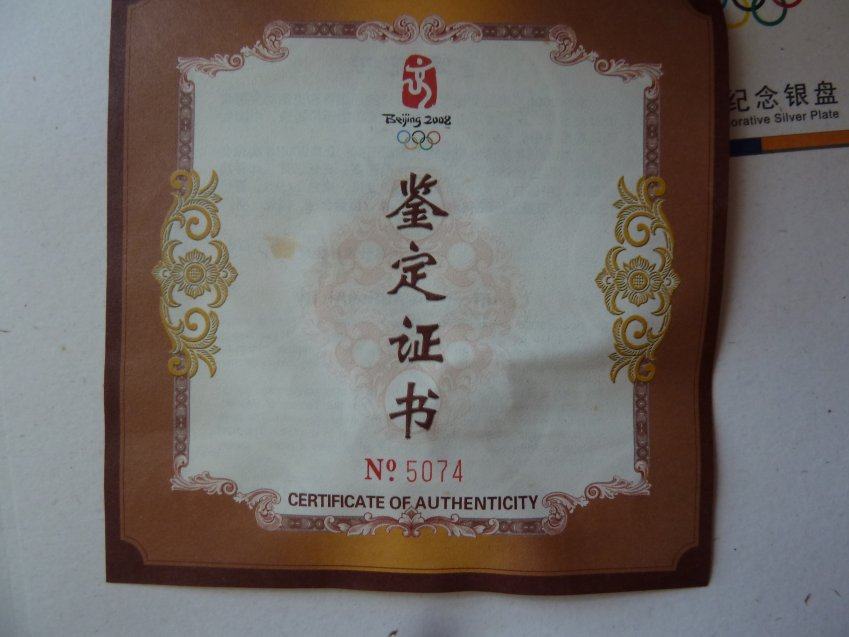 Beijing 2008
鉴定证书
Nº 5074
CERTIFICATE OF AUTHENTICITY
纪念银盘
orative Silver Plate